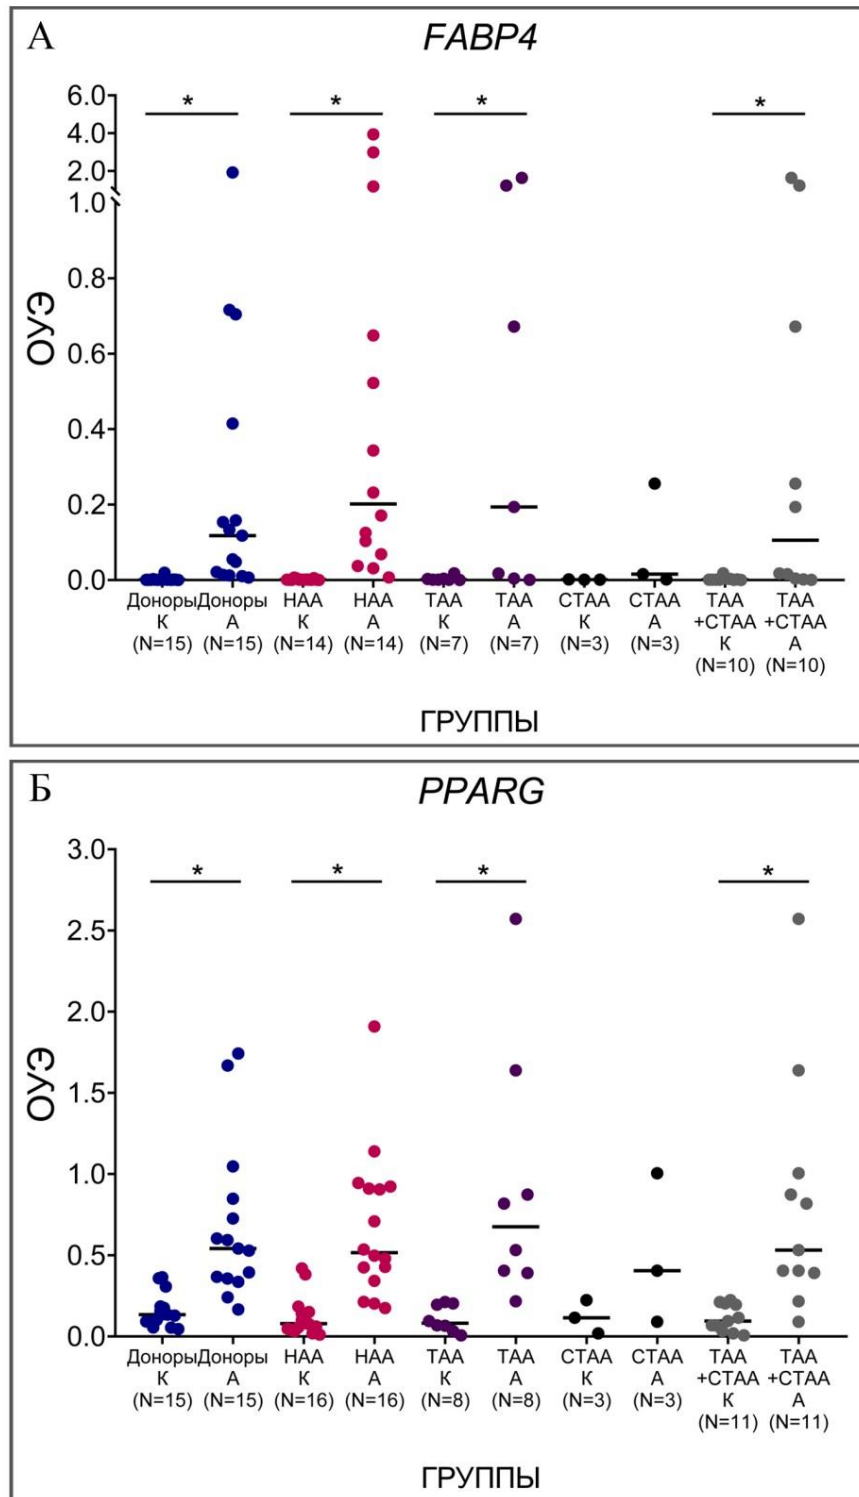 А
FABP4
* * * *
6.0
4.0
2.0
1.0
0.8
0.6
0.4
0.2
0.0
ОУЭ
Доноры Доноры НАА НАА ТАА ТАА СТАА СТАА ТАА ТАА
К А К А К А К А +СТАА +СТАА
(N=15) (N=15) (N=14) (N=14) (N=7) (N=7) (N=3) (N=3) К А
(N=10) (N=10)
ГРУППЫ
Б
PPARG
* * * *
3.0
2.5
2.0
1.5
1.0
0.5
0.0
ОУЭ
Доноры Доноры НАА НАА ТАА ТАА СТАА СТАА ТАА ТАА
К А К А К А К А +СТАА +СТАА
(N=15) (N=15) (N=16) (N=16) (N=8) (N=8) (N=3) (N=3) К А
(N=11) (N=11)
ГРУППЫ